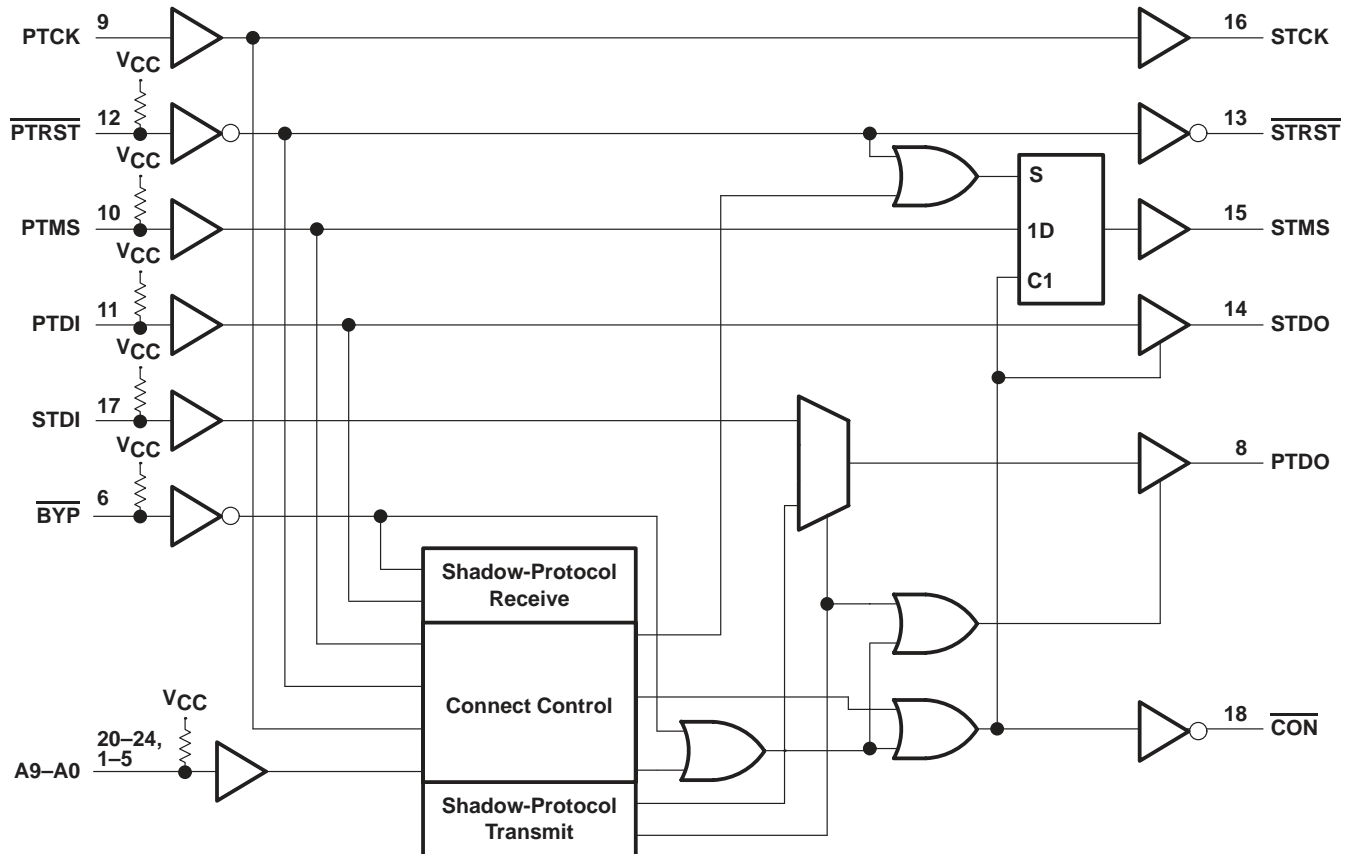 PTCK 9
16 STCK
VCC
PTRST 12
13 STRST
VCC
S
PTMS 10
1D
15 STMS
VCC
C1
PTDI 11
14 STDO
VCC
STDI 17
VCC
8 PTDO
BYP 6
Shadow-Protocol
Receive
Connect Control
VCC
18 CON
20–24,
A9–A0 1–5
Shadow-Protocol
Transmit